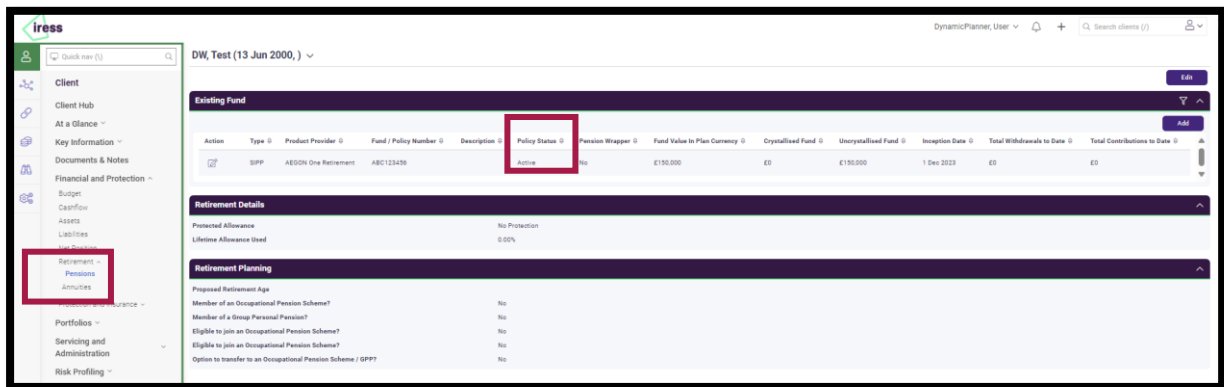 iress
DynamicPlanner, User
Search clients (/)
Quick nav (\)
DW, Test (13 Jun 2000, )
Client
Edit
Client Hub
Existing Fund
At a Glance
Add
Key Information
Action Type Product Provider Fund / Policy Number Description Policy Status Pension Wrapper Fund Value In Plan Currency Crystallised Fund Uncrystallised Fund Inception Date Total Withdrawals to Date Total Contributions to Date
Documents & Notes
SIPP AEGON One Retirement ABC123456 Active No £150,000 £0 £150,000 1 Dec 2023 £0 £0
Financial and Protection
Budget
Cashflow
Retirement Details
Assets
Protected Allowance No Protection
Liabilities
Lifetime Allowance Used 0.00%
Net Position
Retirement
Pensions
Retirement Planning
Annuities
Proposed Retirement Age
Member of an Occupational Pension Scheme? No
Member of a Group Personal Pension? No
Portfolios
Eligible to join an Occupational Pension Scheme? No
Servicing and
Administration
Eligible to join an Occupational Pension Scheme? No
Option to transfer to an Occupational Pension Scheme / GPP? No
Risk Profiling